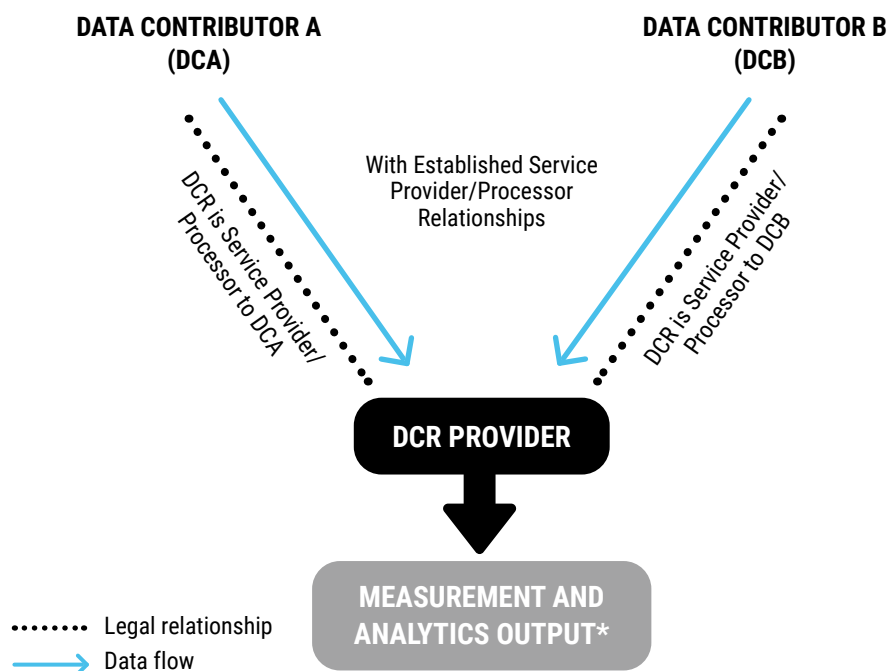 DATA CONTRIBUTOR A
(DCA)
DATA CONTRIBUTOR B
(DCB)
With Established Service
Provider/Processor
Relationships
DCR is Service Provider/
Processor to DCA
DCR is Service Provider/
Processor to DCB
DCR PROVIDER
MEASUREMENT AND
ANALYTICS OUTPUT*
Legal relationship
Data flow